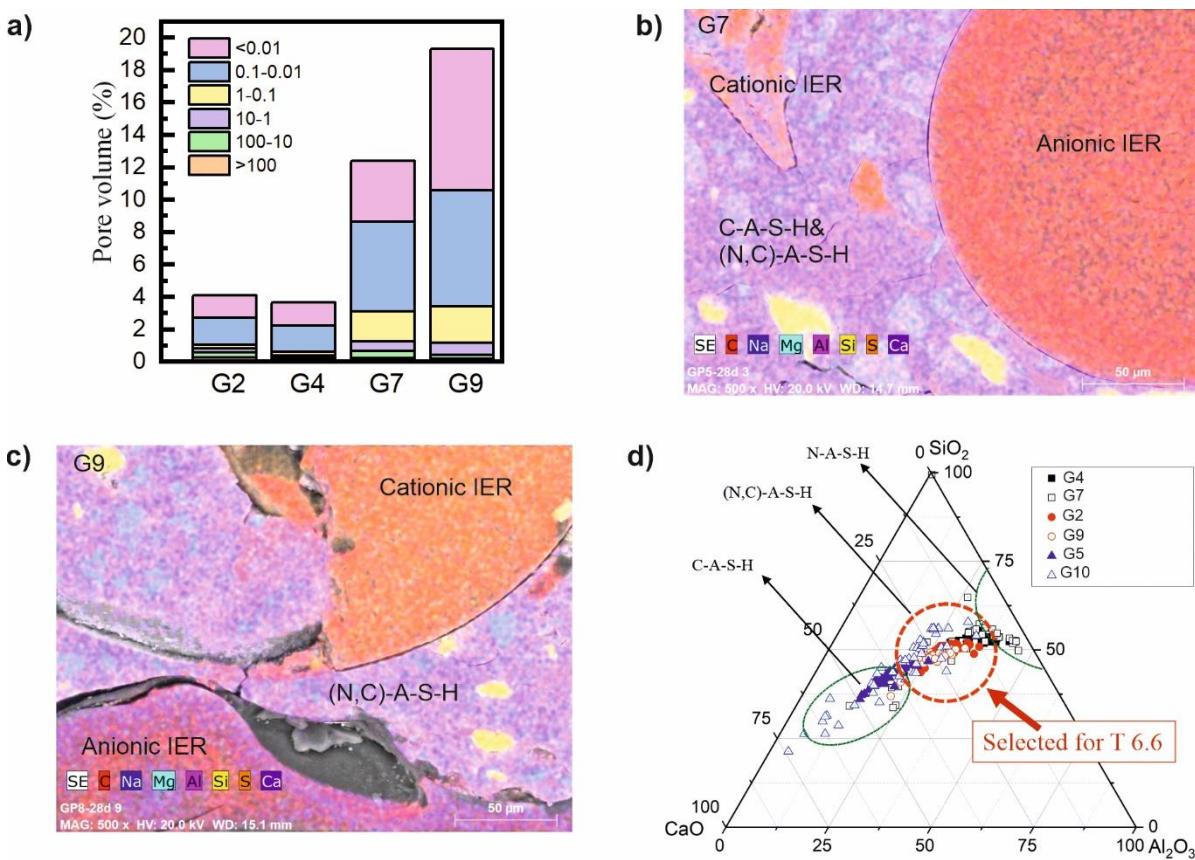 a)
Pore volume (%)
20
18
16
14
12
10
8
6
4
2
0
<0.01
0.1-0.01
1-0.1
10-1
100-10
>100
G2 G4 G7 G9
b)
G7
Cationic IER
Anionic IER
C-A-S-H&
(N,C)-A-S-H
SE C Na Mg Al Si S Ca
GP5-28d 3
MAG: 500 x HV: 20.0 kV WD: 14.7 mm
50 µm
c)
G9
Cationic IER
(N,C)-A-S-H
Anionic IER
SE C Na Mg Al Si S Ca
GP8-28d 9
MAG: 500 x HV: 20.0 kV WD: 15.1 mm
50 µm
d)
N-A-S-H
(N,C)-A-S-H
C-A-S-H
0 SiO₂
100
25
75
50
50
75
25
100
0
CaO
25
50
75
100
Al₂O₃
G4
G7
G2
G9
G5
G10
Selected for T 6.6